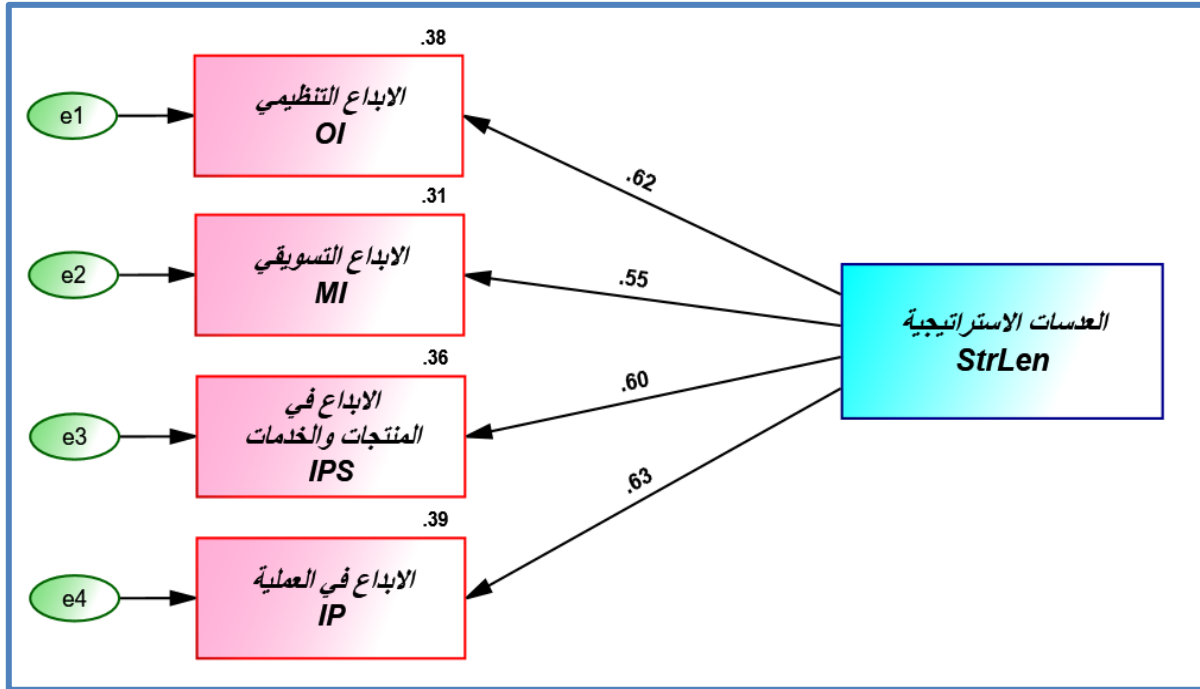 .38
الابداع التنظيمي
OI
e1
.62
.31
الابداع التسويقي
MI
e2
.55
العدسات الاستراتيجية
StrLen
.36
الابداع في
المنتجات والخدمات
IPS
e3
.60
.63
.39
الابداع في العملية
IP
e4